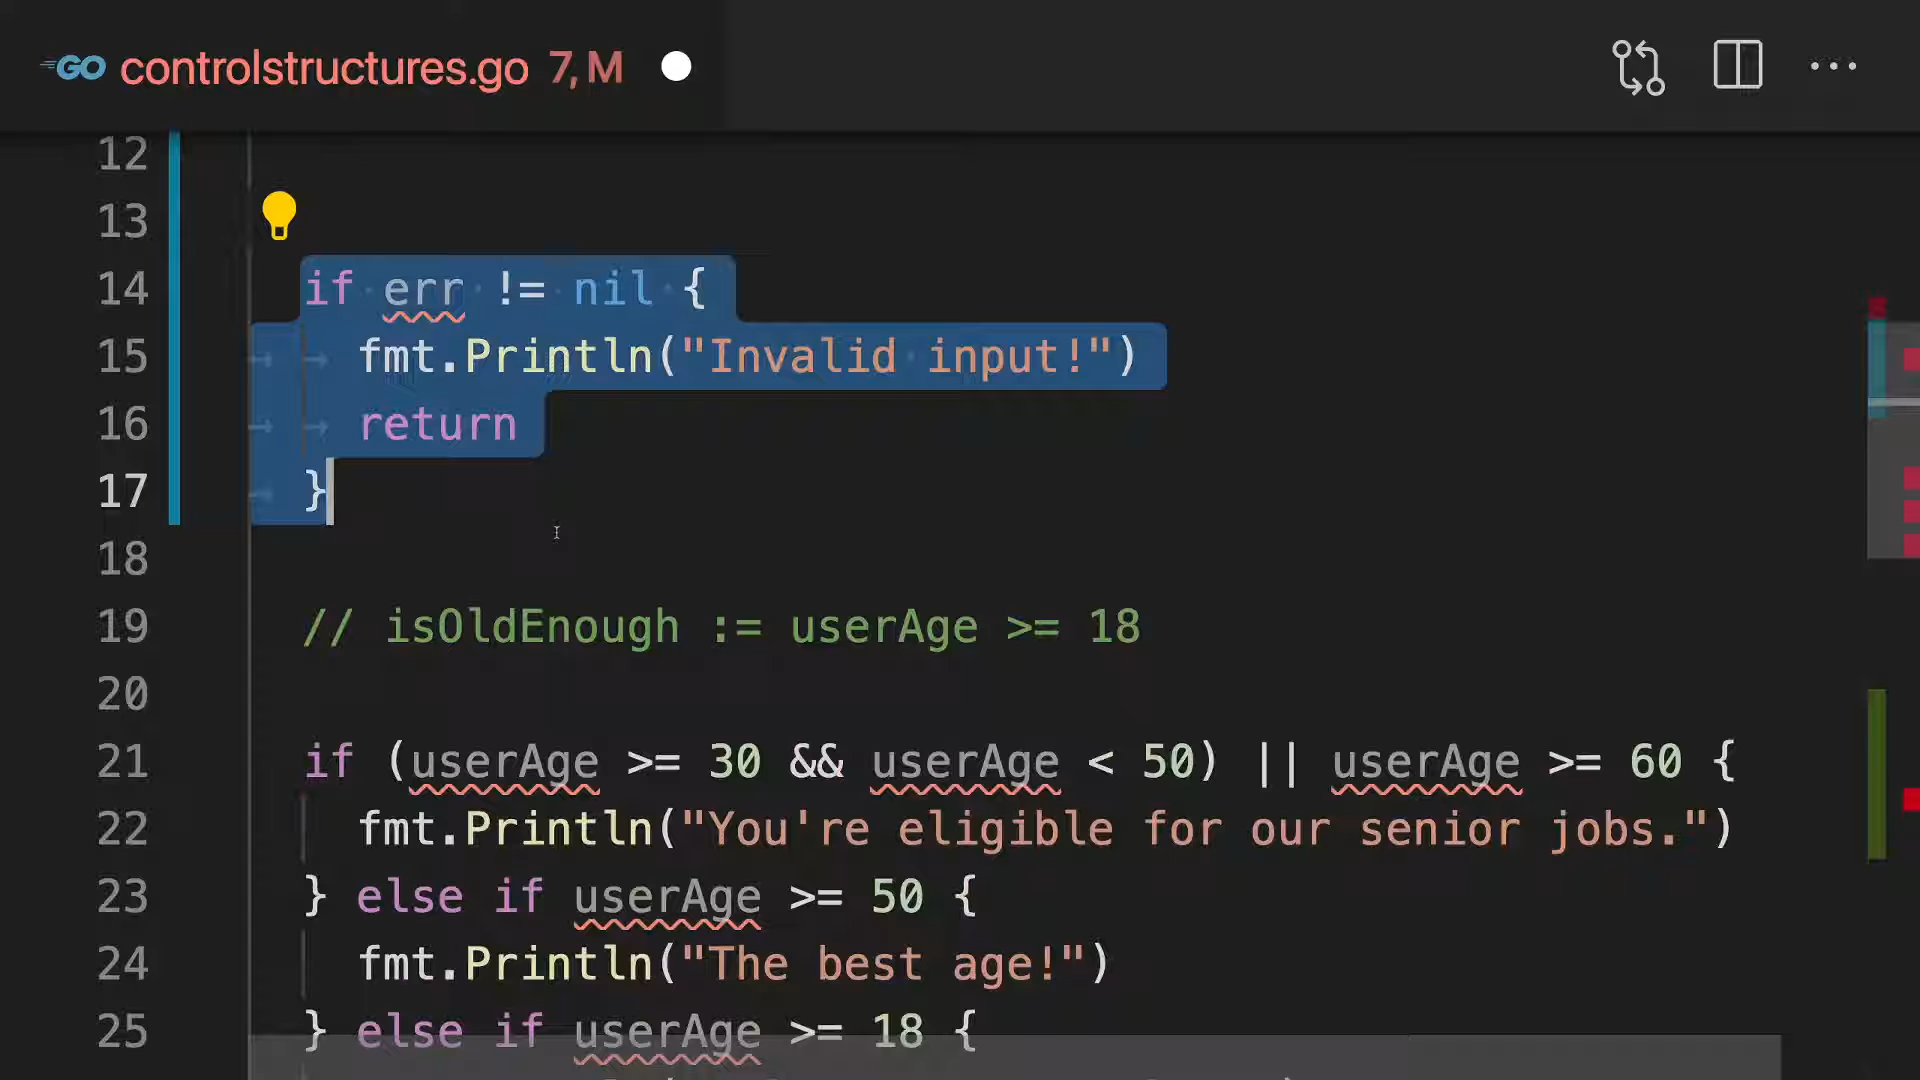 GO controlstructures.go 7, M
12
13
14 if err != nil {
15 fmt.Println("Invalid input!")
16 return
17 }
18
19 // isOldEnough := userAge >= 18
20
21 if (userAge >= 30 && userAge < 50) || userAge >= 60 {
22 fmt.Println("You're eligible for our senior jobs.")
23 } else if userAge >= 50 {
24 fmt.Println("The best age!")
25 } else if userAge >= 18 {